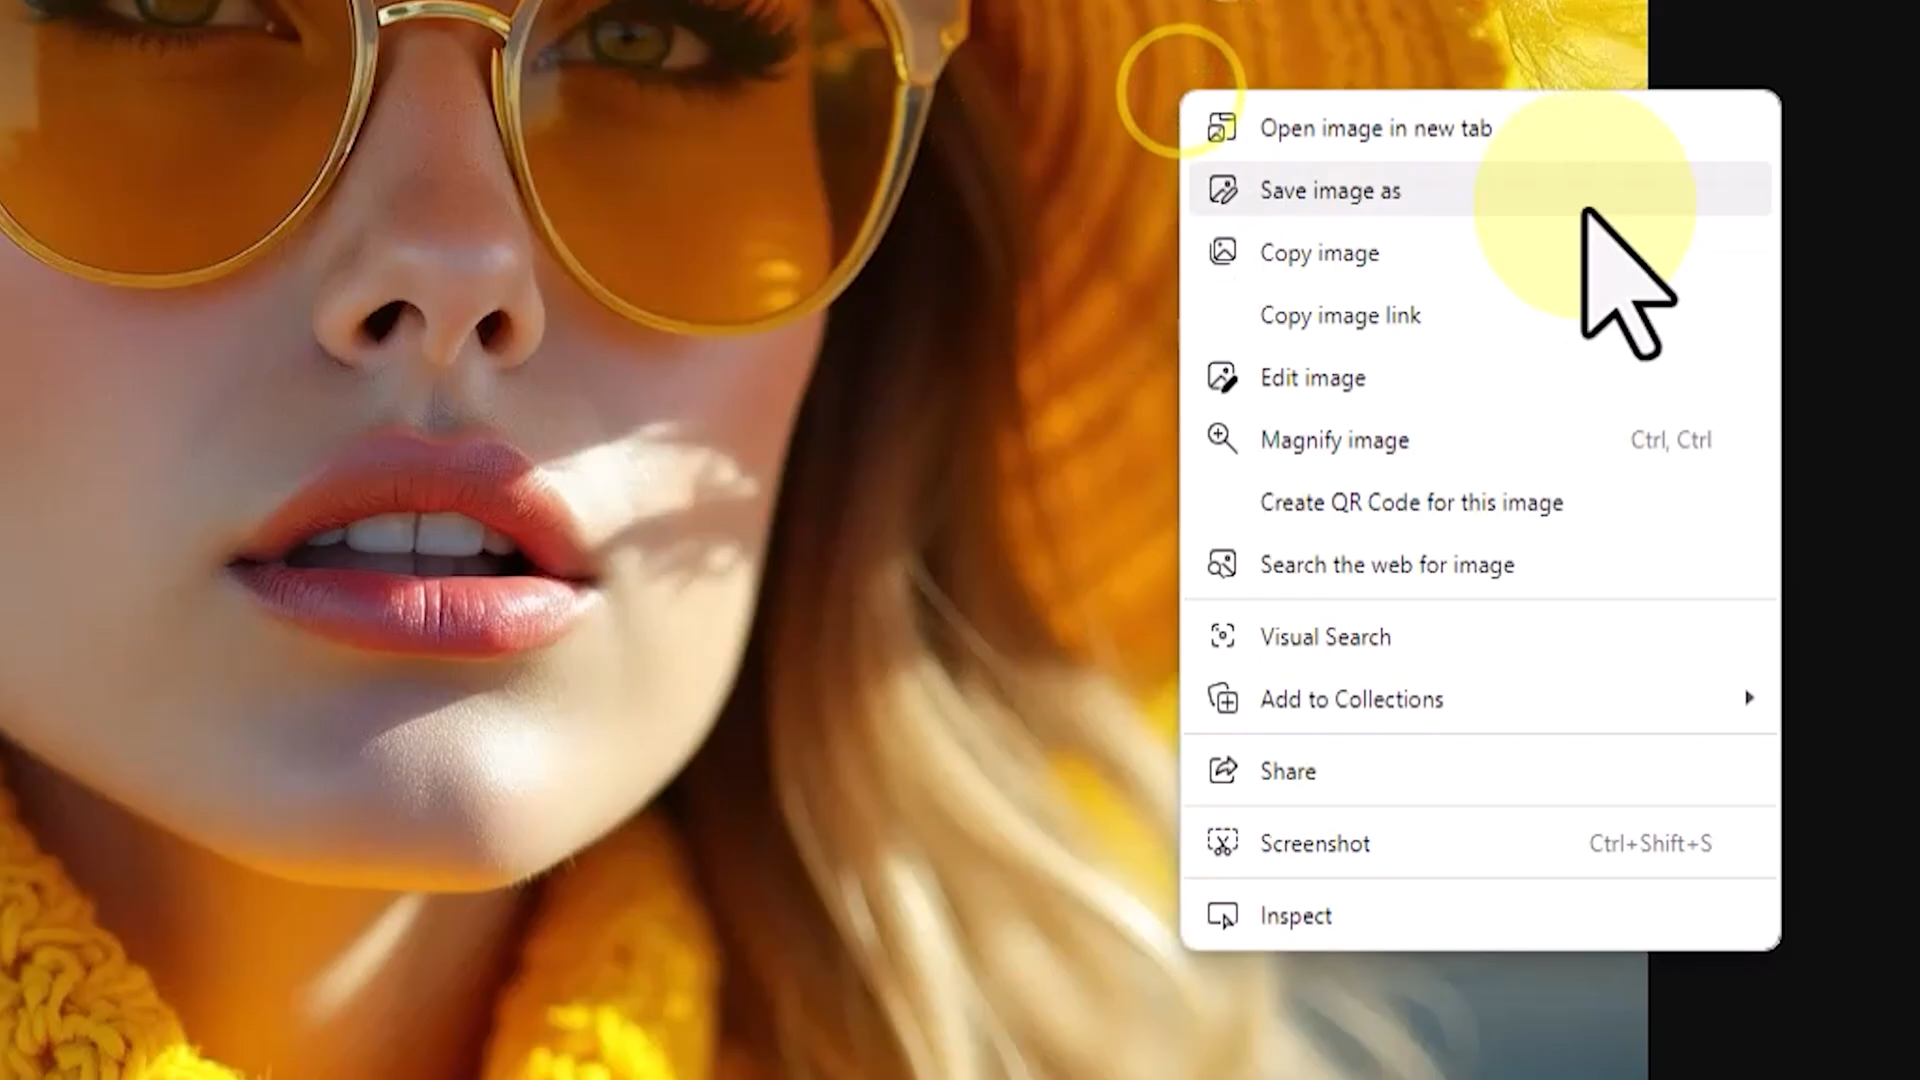 Open image in new tab
Save image as
Copy image
Copy image link
Edit image
Magnify image Ctrl, Ctrl
Create QR Code for this image
Search the web for image
Visual Search
Add to Collections
Share
Screenshot Ctrl+Shift+S
Inspect